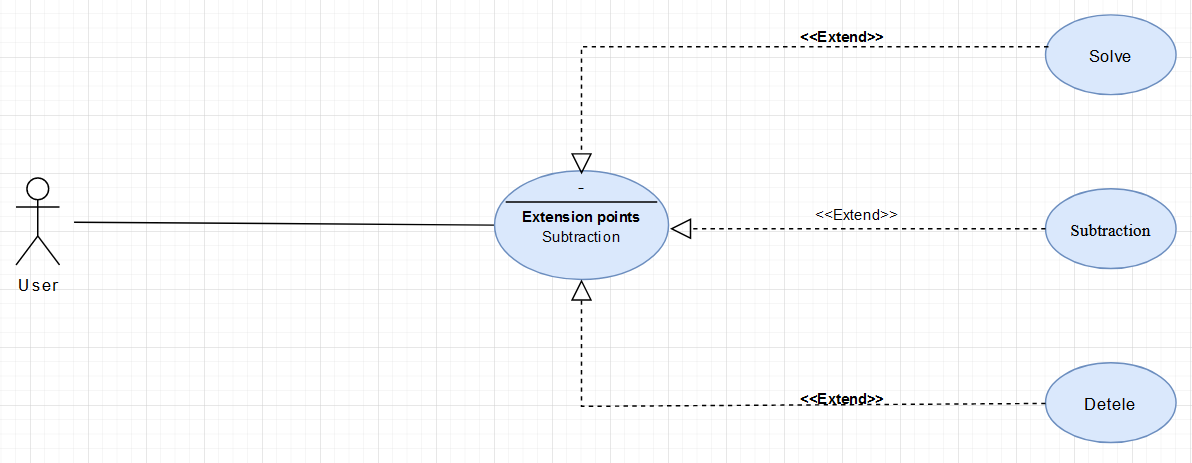 <<Extend>>
Solve
-
Extension points
Subtraction
<<Extend>>
Subtraction
User
<<Extend>>
Detele